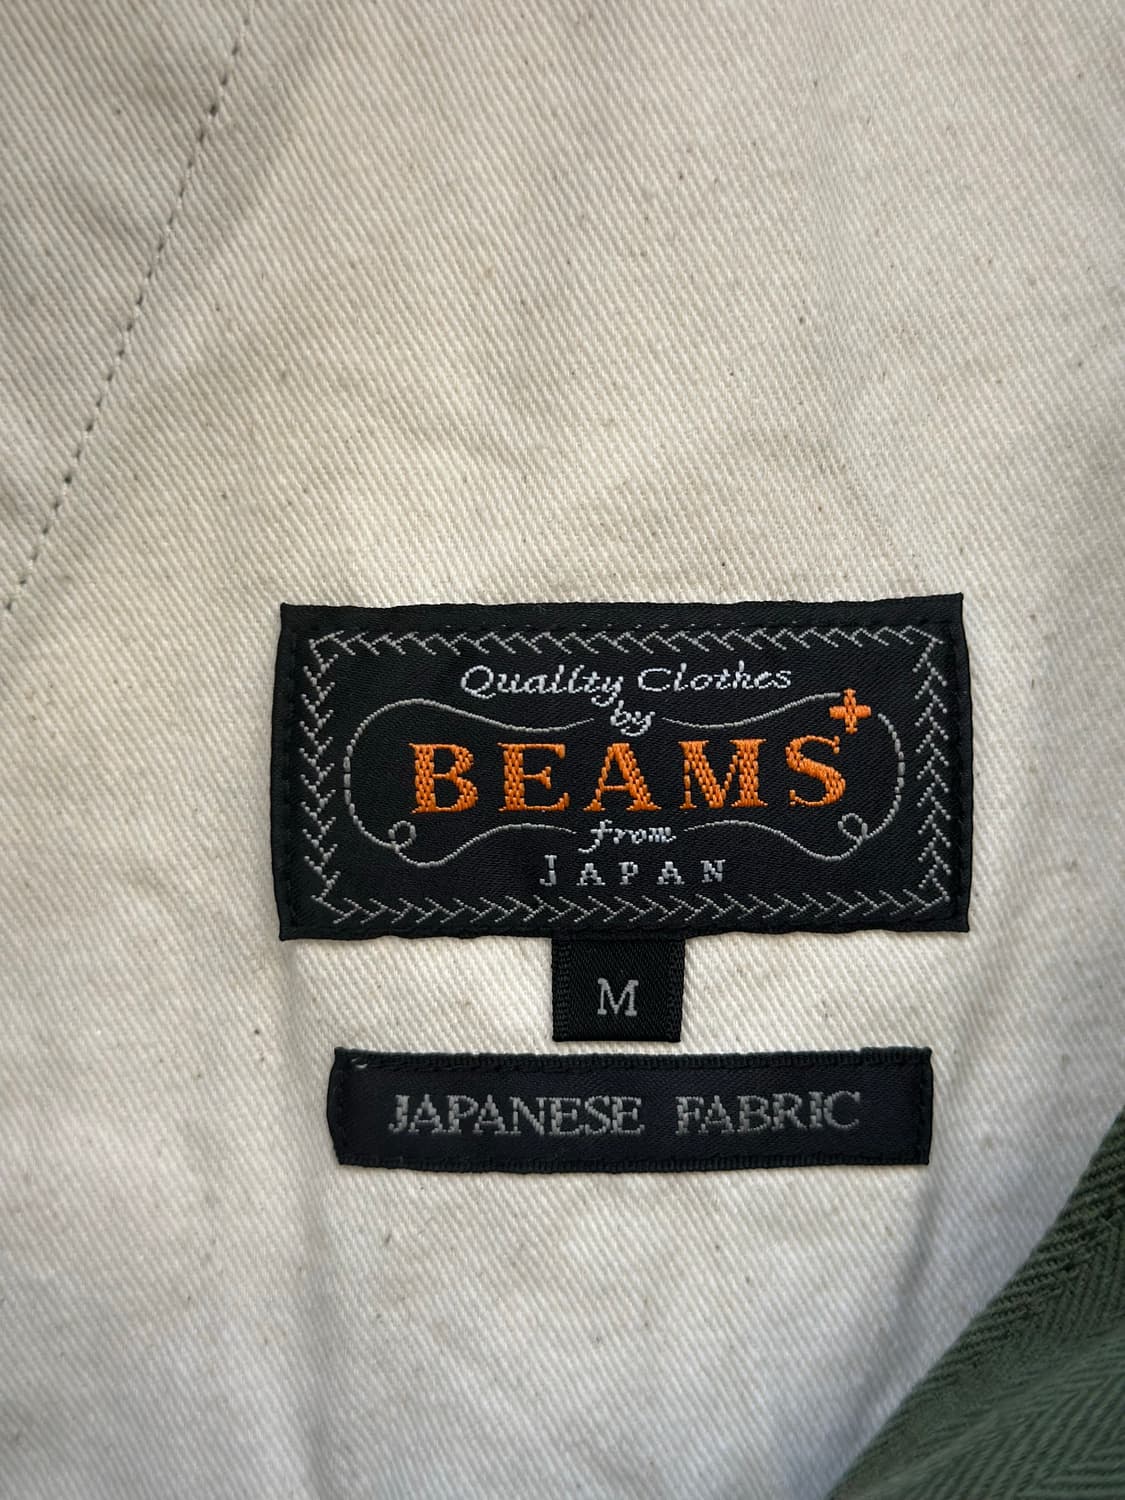 Quality Clothes
by
BEAMS+
from
JAPAN
M
JAPANESE FABRIC